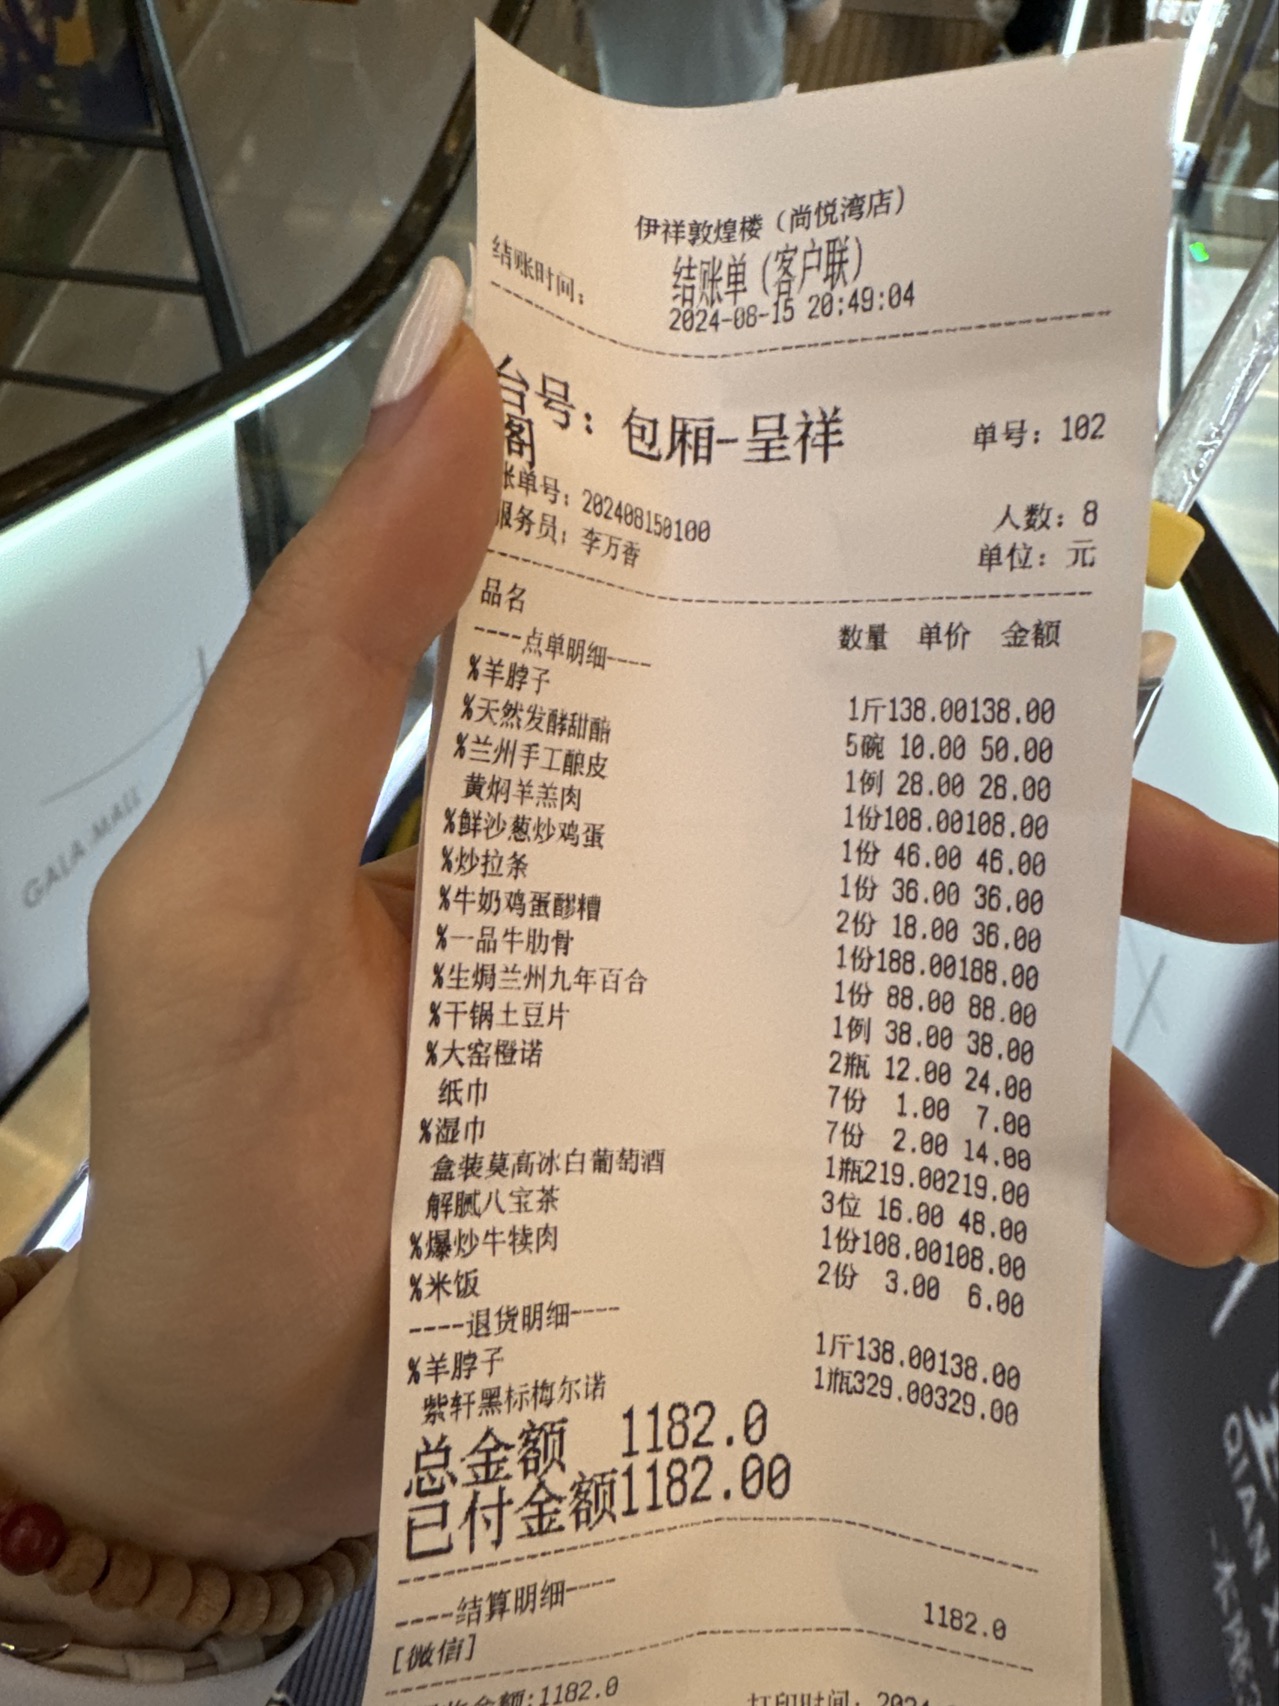 伊祥敦煌楼（尚悦湾店）
结账单（客户联）
结账时间： 2024-08-15 20:49:04
台号：包厢-呈祥阁 单号：102
账单号：202408150100 人数：8
服务员：李万香 单位：元
品名 数量 单价 金额
----点单明细----
%羊脖子 1斤138.00138.00
%天然发酵甜醅 5碗 10.00 50.00
%兰州手工酿皮 1例 28.00 28.00
黄焖羊羔肉 1份108.00108.00
%鲜沙葱炒鸡蛋 1份 46.00 46.00
%炒拉条 1份 36.00 36.00
%牛奶鸡蛋醪糟 2份 18.00 36.00
%一品牛肋骨 1份188.00188.00
%生焗兰州九年百合 1份 88.00 88.00
%干锅土豆片 1例 38.00 38.00
%大窑橙诺 2瓶 12.00 24.00
纸巾 7份 1.00 7.00
%湿巾 7份 2.00 14.00
盒装莫高冰白葡萄酒 1瓶219.00219.00
解腻八宝茶 3位 16.00 48.00
%爆炒牛犊肉 1份108.00108.00
%米饭 2份 3.00 6.00
----退货明细----
%羊脖子 1斤138.00138.00
紫轩黑标梅尔诺 1瓶329.00329.00
总金额 1182.0
已付金额1182.00
----结算明细----
[微信] 1182.0
金额:1182.0 打印时间：2024
GALA·MALL
QIAN X